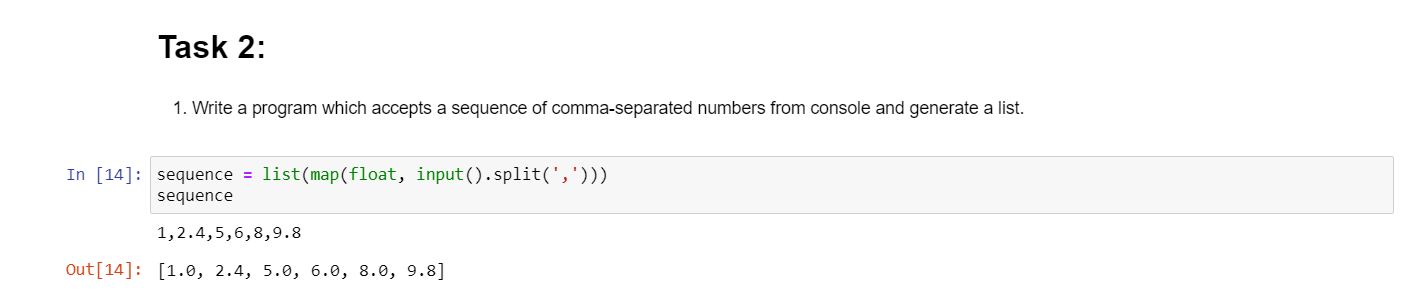 Task 2:
1. Write a program which accepts a sequence of comma-separated numbers from console and generate a list.
In [14]: sequence = list(map(float, input().split(',')))
sequence
1,2.4,5,6,8,9.8
Out[14]: [1.0, 2.4, 5.0, 6.0, 8.0, 9.8]